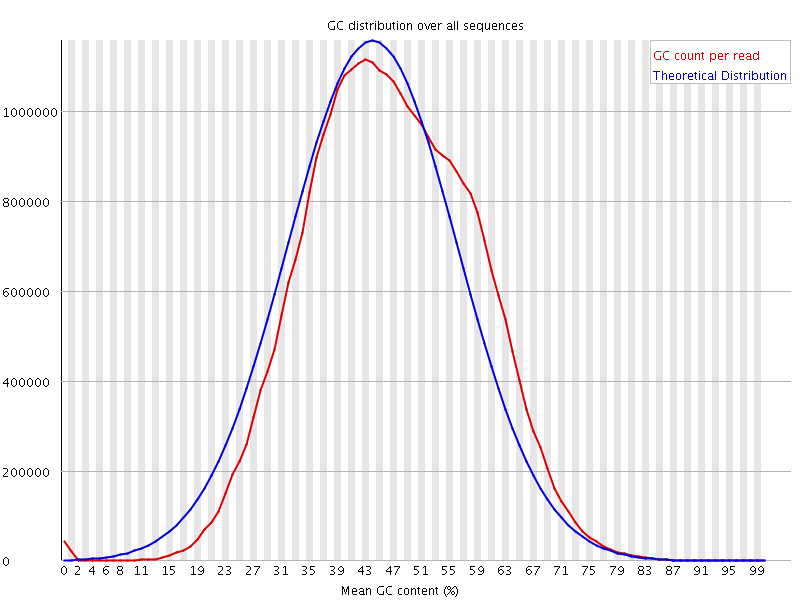 GC distribution over all sequences
GC count per read
Theoretical Distribution
1000000
800000
600000
400000
200000
0
0 2 4 6 8 11 15 19 23 27 31 35 39 43 47 51 55 59 63 67 71 75 79 83 87 91 95 99
Mean GC content (%)